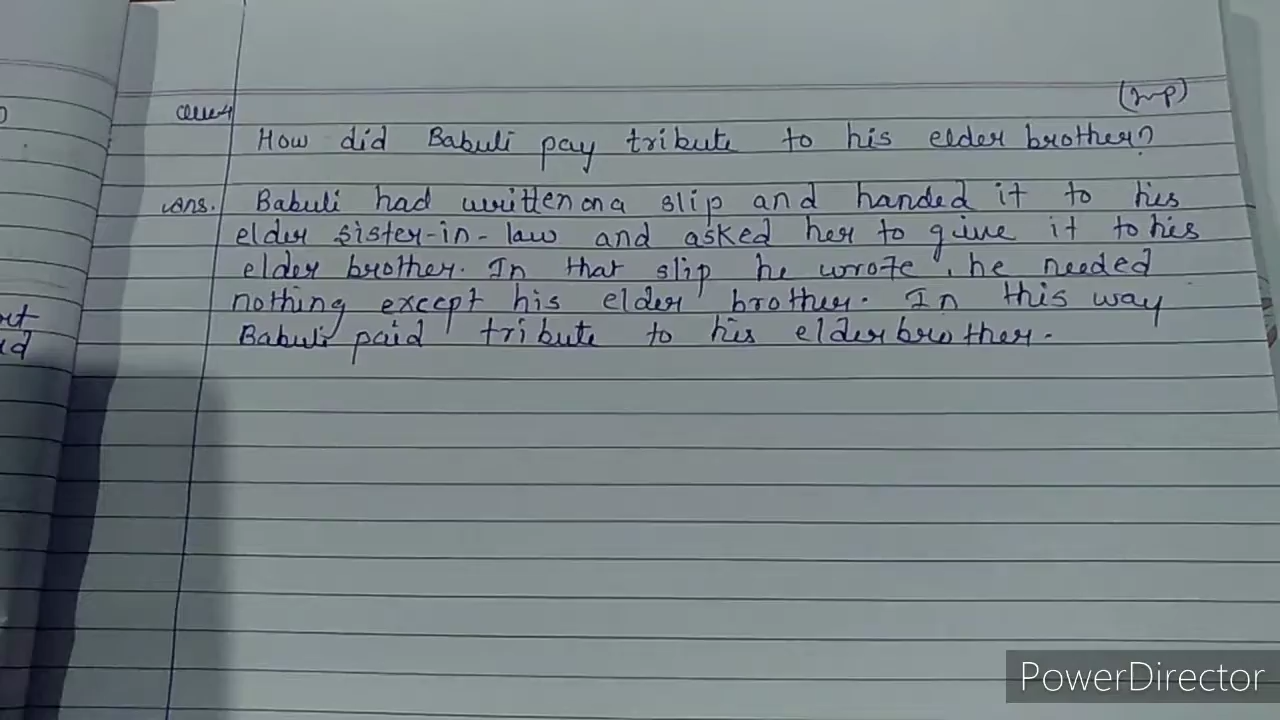 (Imp)
Ques4
How did Babuli pay tribute to his elder brother?
Ans. Babuli had written on a slip and handed it to his
elder sister-in-law and asked her to give it to his
elder brother. In that slip he wrote, he needed
nothing except his elder brother. In this way
Babuli paid tribute to his elder brother.
PowerDirector